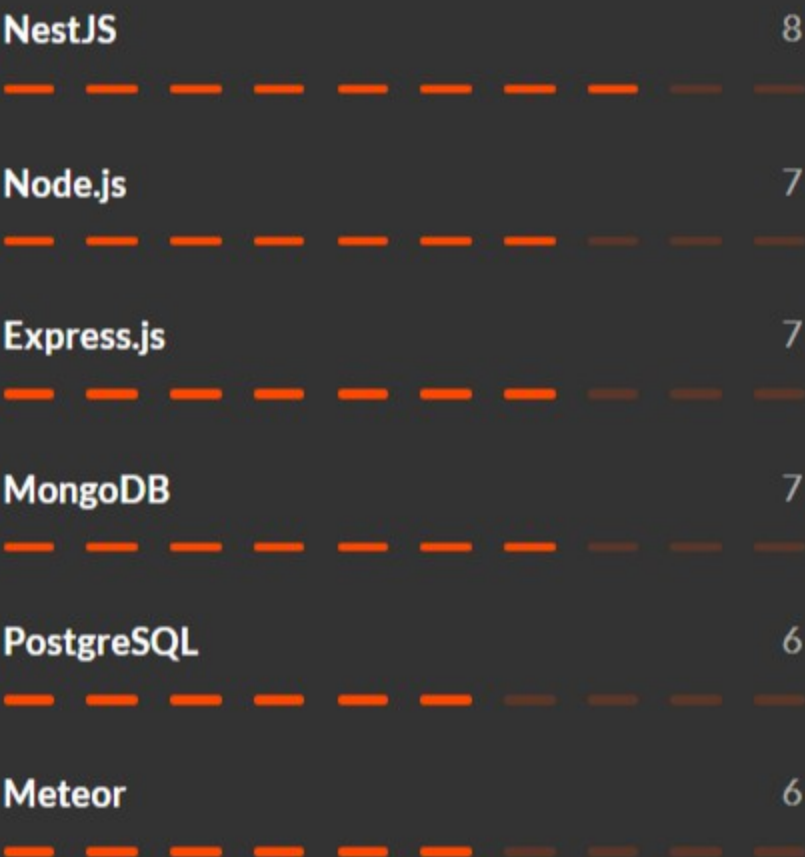 NestJS 8
Node.js 7
Express.js 7
MongoDB 7
PostgreSQL 6
Meteor 6